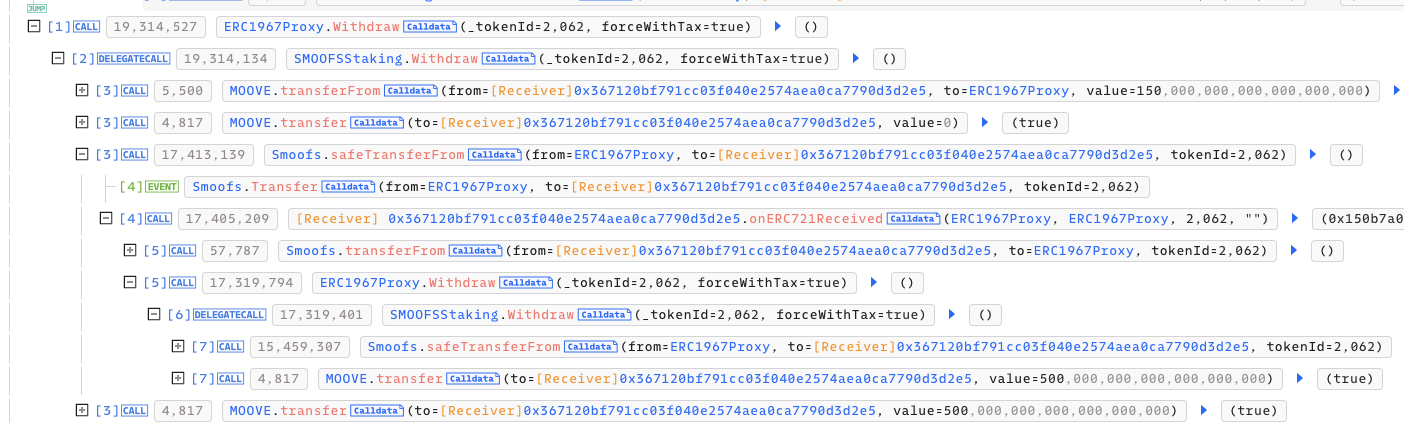 JUMP
[1] CALL 19,314,527 ERC1967Proxy.Withdraw Calldata (_tokenId=2,062, forceWithTax=true) ()
[2] DELEGATECALL 19,314,134 SMOOFSStaking.Withdraw Calldata (_tokenId=2,062, forceWithTax=true) ()
[3] CALL 5,500 MOOVE.transferFrom Calldata (from=[Receiver]0x367120bf791cc03f040e2574aea0ca7790d3d2e5, to=ERC1967Proxy, value=150,000,000,000,000,000,000)
[3] CALL 4,817 MOOVE.transfer Calldata (to=[Receiver]0x367120bf791cc03f040e2574aea0ca7790d3d2e5, value=0) (true)
[3] CALL 17,413,139 Smoofs.safeTransferFrom Calldata (from=ERC1967Proxy, to=[Receiver]0x367120bf791cc03f040e2574aea0ca7790d3d2e5, tokenId=2,062) ()
[4] EVENT Smoofs.Transfer Calldata (from=ERC1967Proxy, to=[Receiver]0x367120bf791cc03f040e2574aea0ca7790d3d2e5, tokenId=2,062)
[4] CALL 17,405,209 [Receiver] 0x367120bf791cc03f040e2574aea0ca7790d3d2e5.onERC721Received Calldata (ERC1967Proxy, ERC1967Proxy, 2,062, "") (0x150b7a0
[5] CALL 57,787 Smoofs.transferFrom Calldata (from=[Receiver]0x367120bf791cc03f040e2574aea0ca7790d3d2e5, to=ERC1967Proxy, tokenId=2,062) ()
[5] CALL 17,319,794 ERC1967Proxy.Withdraw Calldata (_tokenId=2,062, forceWithTax=true) ()
[6] DELEGATECALL 17,319,401 SMOOFSStaking.Withdraw Calldata (_tokenId=2,062, forceWithTax=true) ()
[7] CALL 15,459,307 Smoofs.safeTransferFrom Calldata (from=ERC1967Proxy, to=[Receiver]0x367120bf791cc03f040e2574aea0ca7790d3d2e5, tokenId=2,062)
[7] CALL 4,817 MOOVE.transfer Calldata (to=[Receiver]0x367120bf791cc03f040e2574aea0ca7790d3d2e5, value=500,000,000,000,000,000,000) (true)
[3] CALL 4,817 MOOVE.transfer Calldata (to=[Receiver]0x367120bf791cc03f040e2574aea0ca7790d3d2e5, value=500,000,000,000,000,000,000) (true)